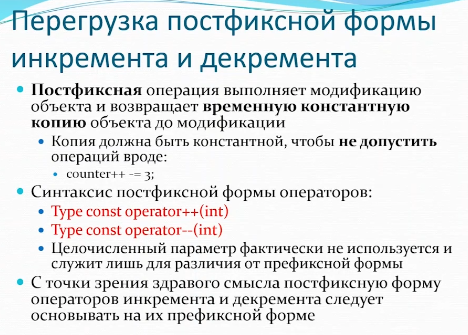 Перегрузка постфиксной формы
инкремента и декремента
Постфиксная операция выполняет модификацию
объекта и возвращает временную константную
копию объекта до модификации
Копия должна быть константной, чтобы не допустить
операций вроде:
counter++ -= 3;
Синтаксис постфиксной формы операторов:
Type const operator++(int)
Type const operator--(int)
Целочисленный параметр фактически не используется и
служит лишь для различия от префиксной формы
С точки зрения здравого смысла постфиксную форму
операторов инкремента и декремента следует
основывать на их префиксной форме